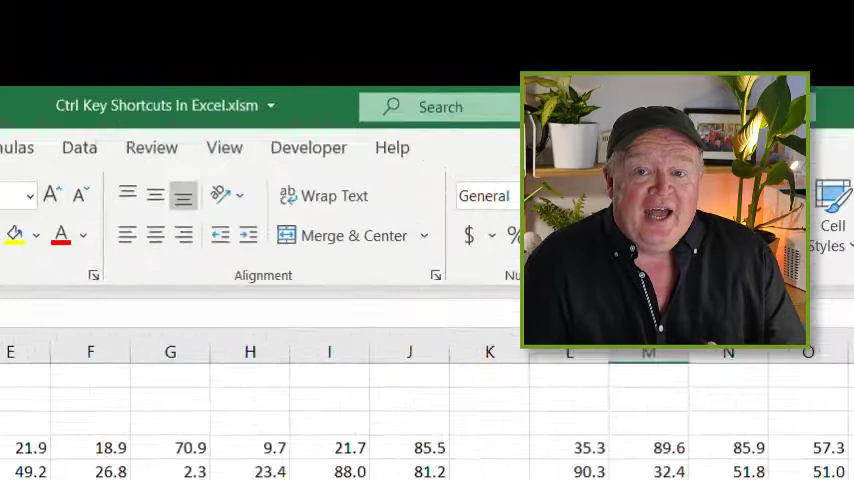 Ctrl Key Shortcuts In Excel.xlsm
Search
Data Review View Developer Help
Wrap Text
General
Merge & Center
$ %
Cell
Styles
Alignment
E F G H I J K L M N O
21.9 18.9 70.9 9.7 21.7 85.5 35.3 89.6 85.9 57.3
49.2 26.8 2.3 23.4 88.0 81.2 90.3 32.4 51.8 51.0